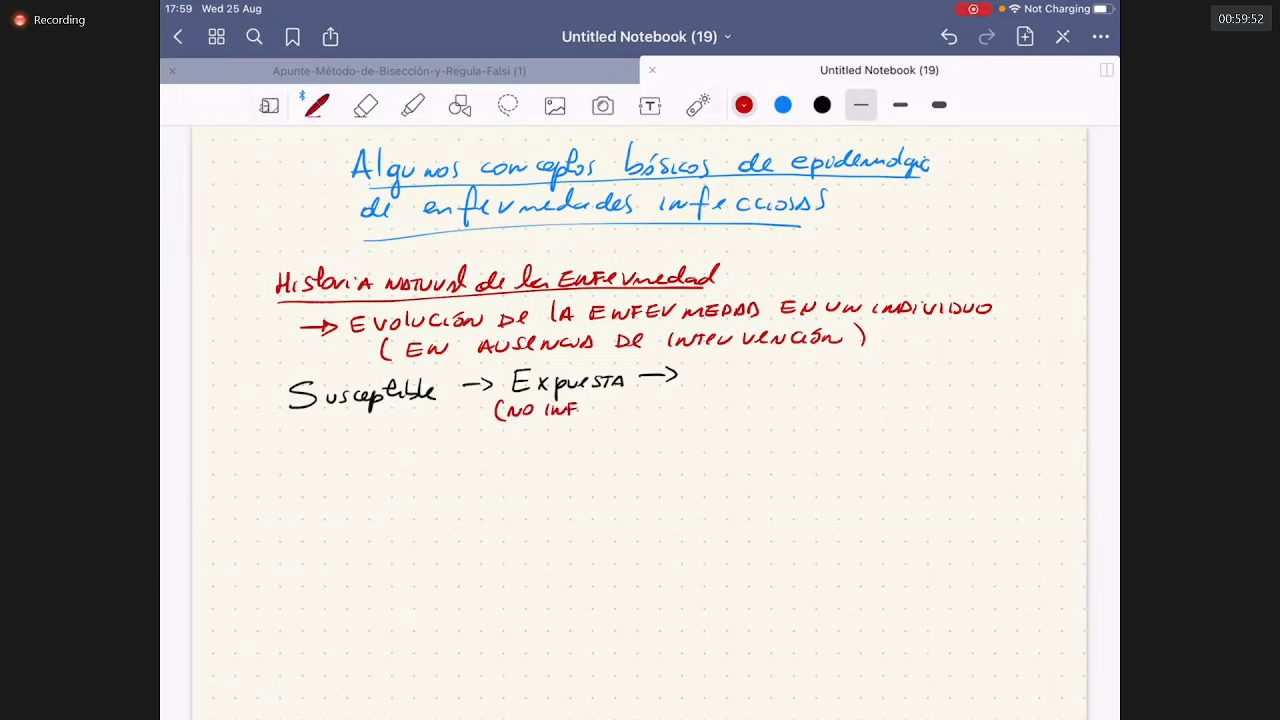 Recording
17:59 Wed 25 Aug
Not Charging
00:59:52
Untitled Notebook (19)
Apunte-Método-de-Bisección-y-Regula-Falsi (1)
Untitled Notebook (19)
T
Algunos conceptos básicos de epidemiología
de enfermedades infecciosas
Historia natural de la Enfermedad
→ EVOLUCIÓN DE LA ENFERMEDAD EN UN INDIVIDUO
(EN AUSENCIA DE INTERVENCIÓN)
Susceptible → EXPUESTA →
(NO INF